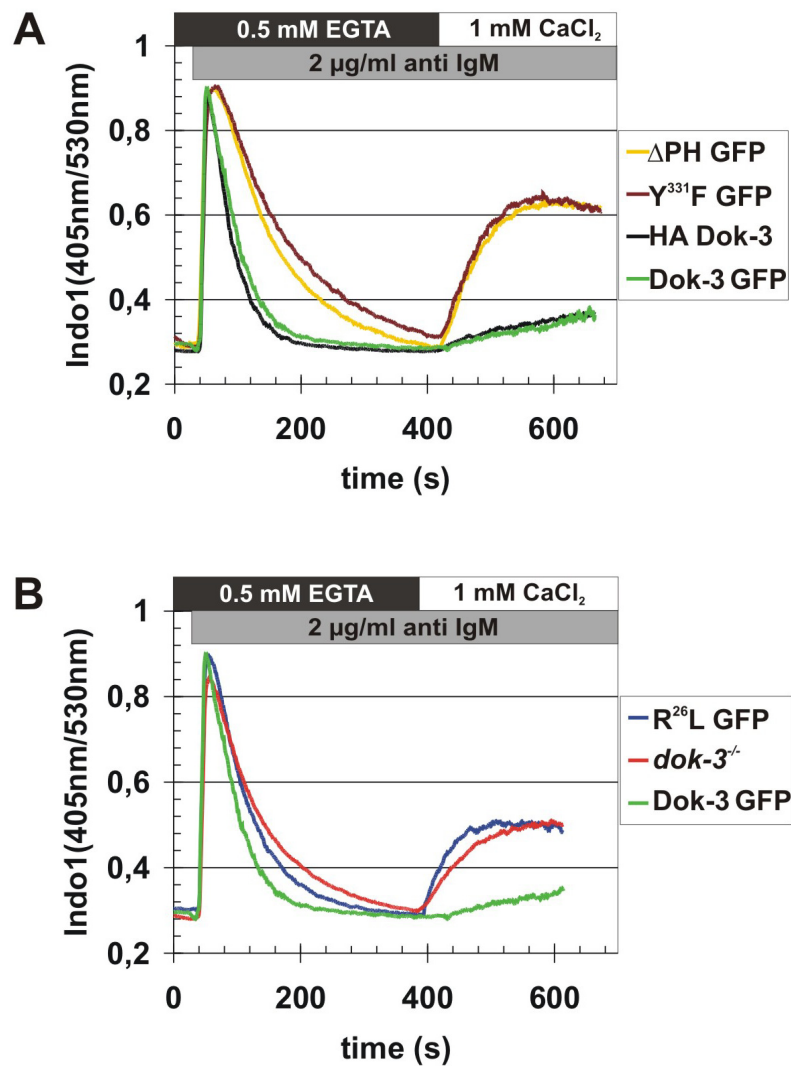 A
0.5 mM EGTA 1 mM CaCl₂
2 µg/ml anti IgM
1
0,8
0,6
0,4
0,2
Indo1(405nm/530nm)
0 200 400 600
time (s)
ΔPH GFP
Y³³¹F GFP
HA Dok-3
Dok-3 GFP
B
0.5 mM EGTA 1 mM CaCl₂
2 µg/ml anti IgM
1
0,8
0,6
0,4
0,2
Indo1(405nm/530nm)
0 200 400 600
time (s)
R²⁶L GFP
dok-3⁻/⁻
Dok-3 GFP